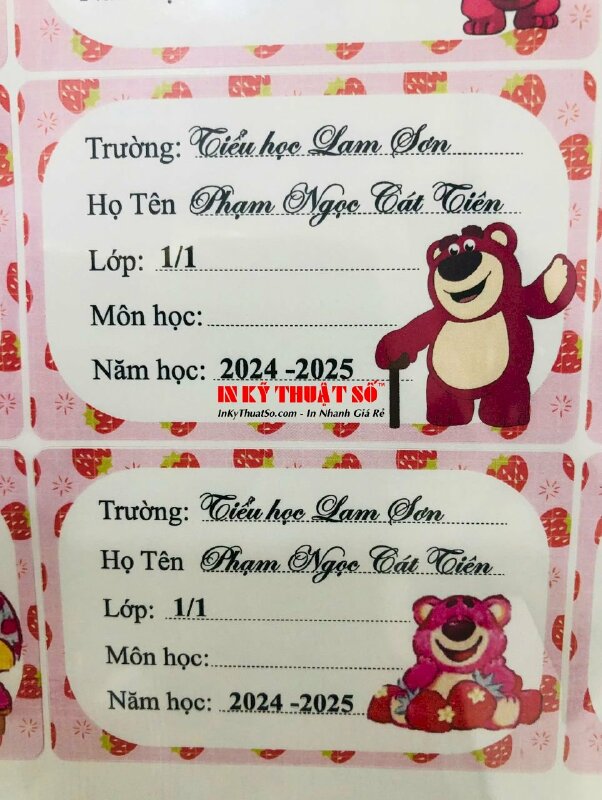 Trường: Tiểu học Lam Sơn
Họ Tên Phạm Ngọc Cát Tiên
Lớp: 1/1
Môn học:
Năm học: 2024 -2025
IN KỸ THUẬT SỐ™
InKyThuatSo.com - In Nhanh Giá Rẻ
Trường: Tiểu học Lam Sơn
Họ Tên Phạm Ngọc Cát Tiên
Lớp: 1/1
Môn học:
Năm học: 2024 -2025